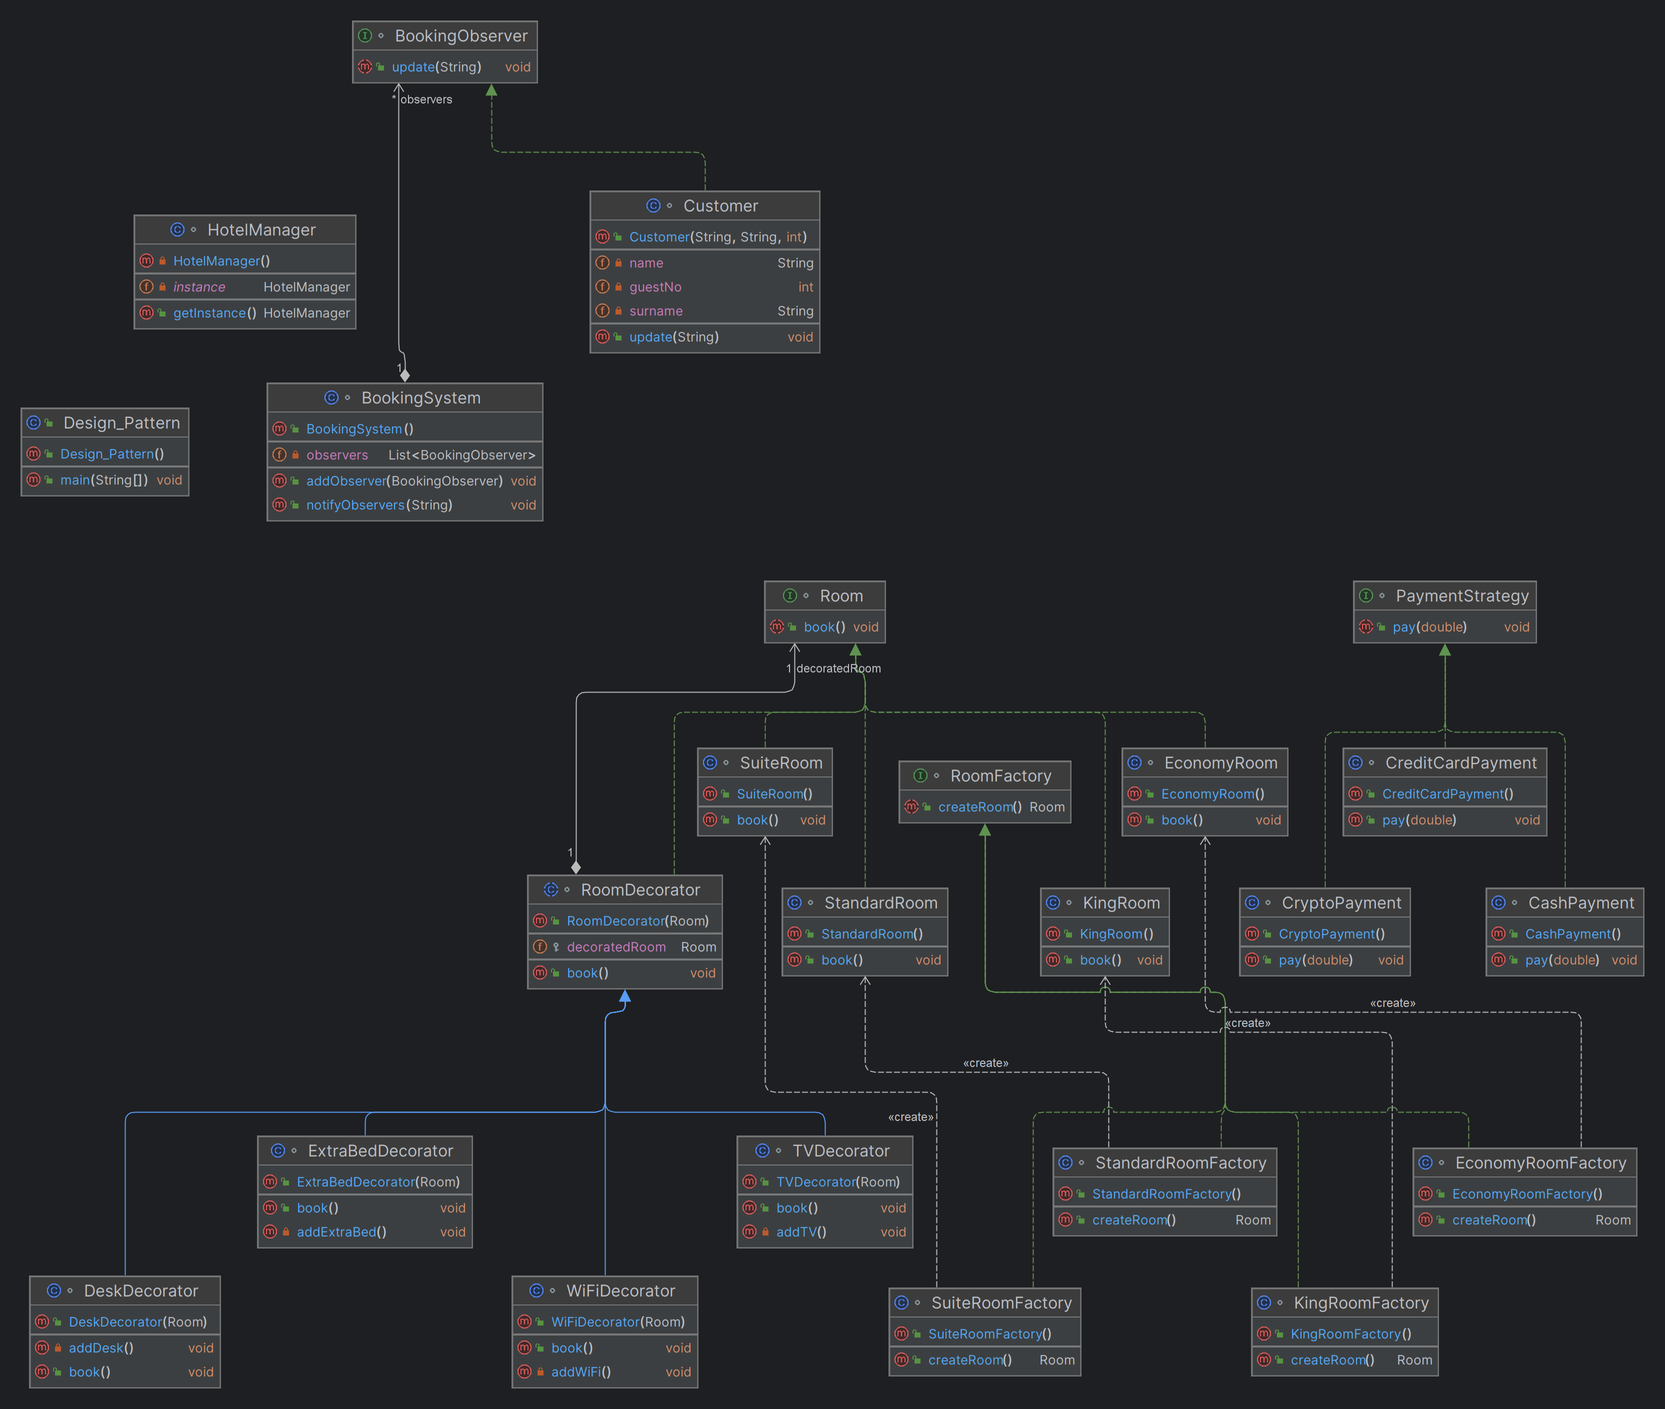 BookingObserver
update(String) void
* observers
Customer
Customer(String, String, int)
name String
guestNo int
surname String
update(String) void
HotelManager
HotelManager()
instance HotelManager
getInstance() HotelManager
1
BookingSystem
BookingSystem()
observers List<BookingObserver>
addObserver(BookingObserver) void
notifyObservers(String) void
Design_Pattern
Design_Pattern()
main(String[]) void
Room
book() void
1 decoratedRoom
PaymentStrategy
pay(double) void
SuiteRoom
SuiteRoom()
book() void
RoomFactory
createRoom() Room
EconomyRoom
EconomyRoom()
book() void
CreditCardPayment
CreditCardPayment()
pay(double) void
1
RoomDecorator
RoomDecorator(Room)
decoratedRoom Room
book() void
StandardRoom
StandardRoom()
book() void
KingRoom
KingRoom()
book() void
CryptoPayment
CryptoPayment()
pay(double) void
CashPayment
CashPayment()
pay(double) void
«create»
«create»
«create»
«create»
ExtraBedDecorator
ExtraBedDecorator(Room)
book() void
addExtraBed() void
TVDecorator
TVDecorator(Room)
book() void
addTV() void
StandardRoomFactory
StandardRoomFactory()
createRoom() Room
EconomyRoomFactory
EconomyRoomFactory()
createRoom() Room
DeskDecorator
DeskDecorator(Room)
addDesk() void
book() void
WiFiDecorator
WiFiDecorator(Room)
book() void
addWiFi() void
SuiteRoomFactory
SuiteRoomFactory()
createRoom() Room
KingRoomFactory
KingRoomFactory()
createRoom() Room